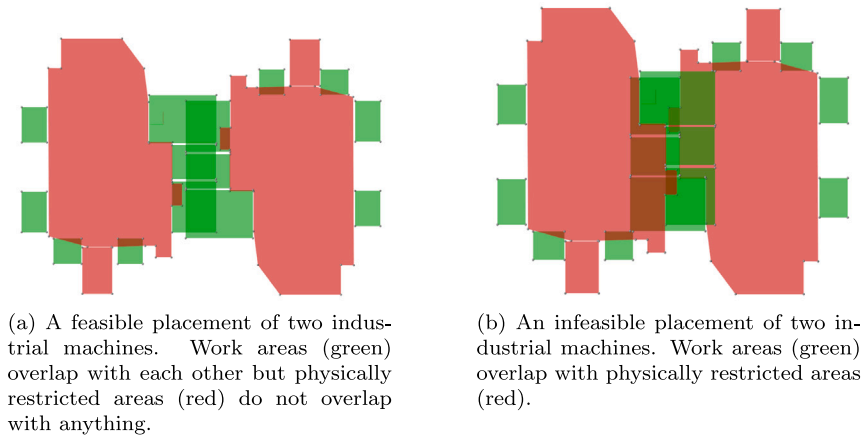 (a) A feasible placement of two indus-
trial machines. Work areas (green)
overlap with each other but physically
restricted areas (red) do not overlap
with anything.
(b) An infeasible placement of two in-
dustrial machines. Work areas (green)
overlap with physically restricted areas
(red).